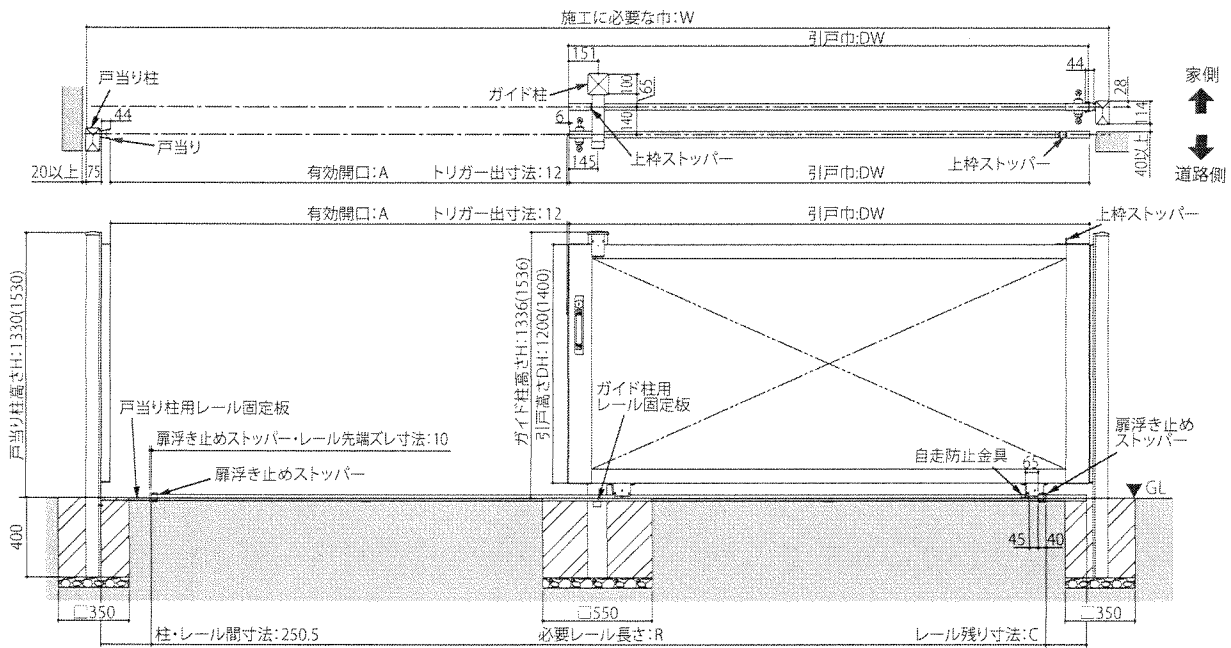 施工に必要な巾:W
引戸巾:DW
151
44
戸当り柱
ガイド柱
100
65
28
家側
44
6
140
114
戸当り
上枠ストッパー
上枠ストッパー
40以上
道路側
20以上
75
145
有効開口:A
トリガー出寸法:12
引戸巾:DW
有効開口:A
トリガー出寸法:12
引戸巾:DW
上枠ストッパー
戸当り柱高さH:1330(1530)
ガイド柱高さH:1336(1536)
引戸高さDH:1200(1400)
戸当り柱用レール固定板
ガイド柱用
レール固定板
扉浮き止めストッパー・レール先端ズレ寸法:10
扉浮き止めストッパー
自走防止金具
65
扉浮き止め
ストッパー
GL
400
45
40
□350
□550
□350
柱・レール間寸法:250.5
必要レール長さ:R
レール残り寸法:C